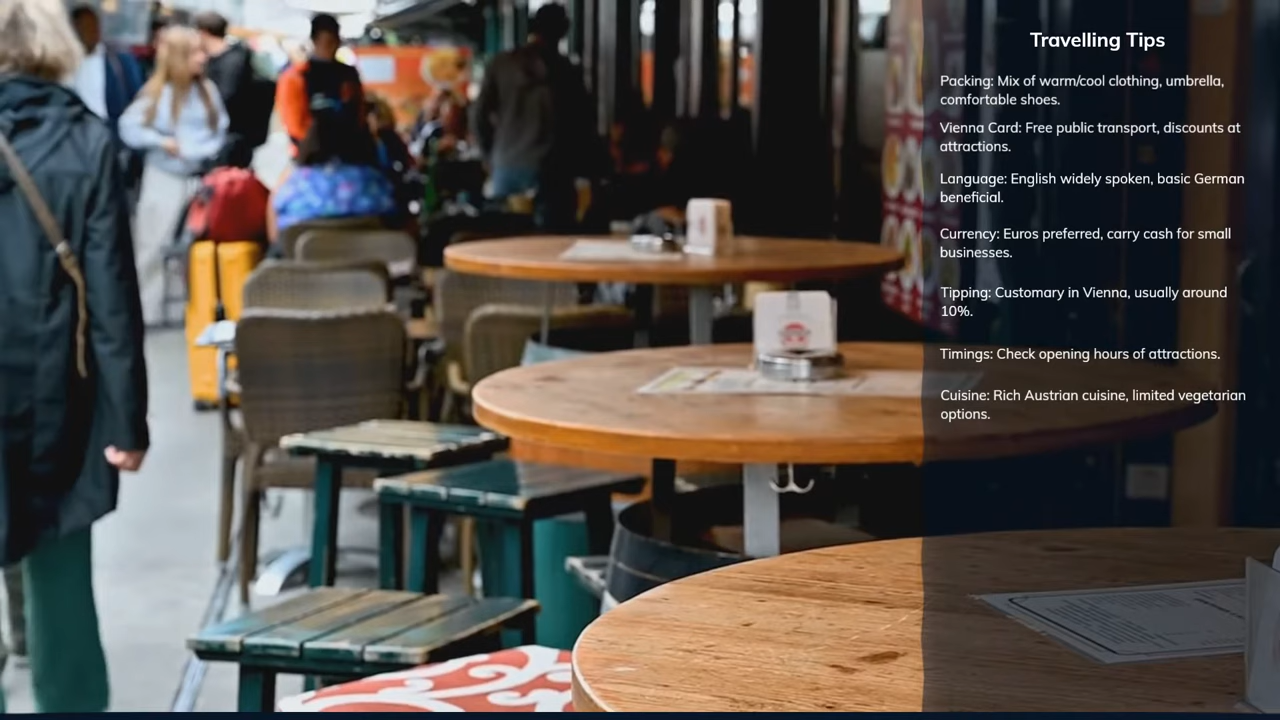 Travelling Tips
Packing: Mix of warm/cool clothing, umbrella,
comfortable shoes.
Vienna Card: Free public transport, discounts at
attractions.
Language: English widely spoken, basic German
beneficial.
Currency: Euros preferred, carry cash for small
businesses.
Tipping: Customary in Vienna, usually around
10%.
Timings: Check opening hours of attractions.
Cuisine: Rich Austrian cuisine, limited vegetarian
options.